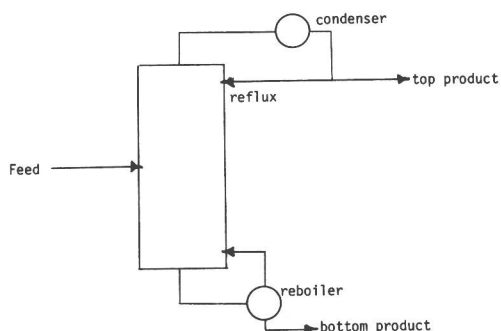 condenser
top product
reflux
Feed
reboiler
bottom product